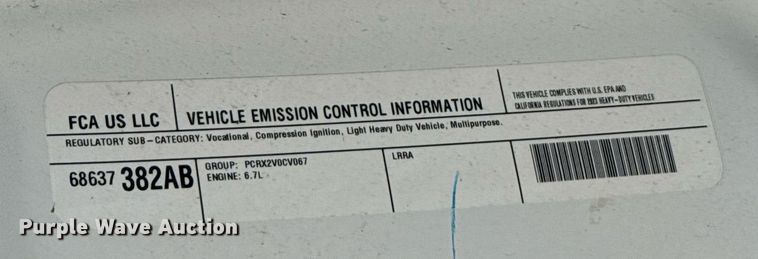 FCA US LLC
VEHICLE EMISSION CONTROL INFORMATION
THIS VEHICLE COMPLIES WITH U.S. EPA AND
CALIFORNIA REGULATIONS FOR 2023 HEAVY-DUTY VEHICLES
REGULATORY SUB-CATEGORY: Vocational, Compression Ignition, Light Heavy Duty Vehicle, Multipurpose.
68637 382AB
GROUP: PCRX2VOCV067
ENGINE: 6.7L
LRRA
Purple Wave Auction